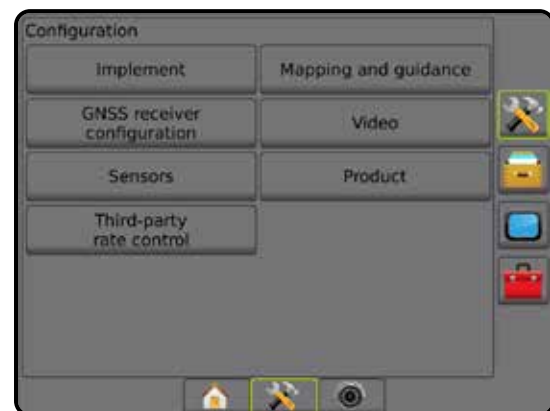 Configuration
Implement
Mapping and guidance
GNSS receiver
configuration
Video
Sensors
Product
Third-party
rate control